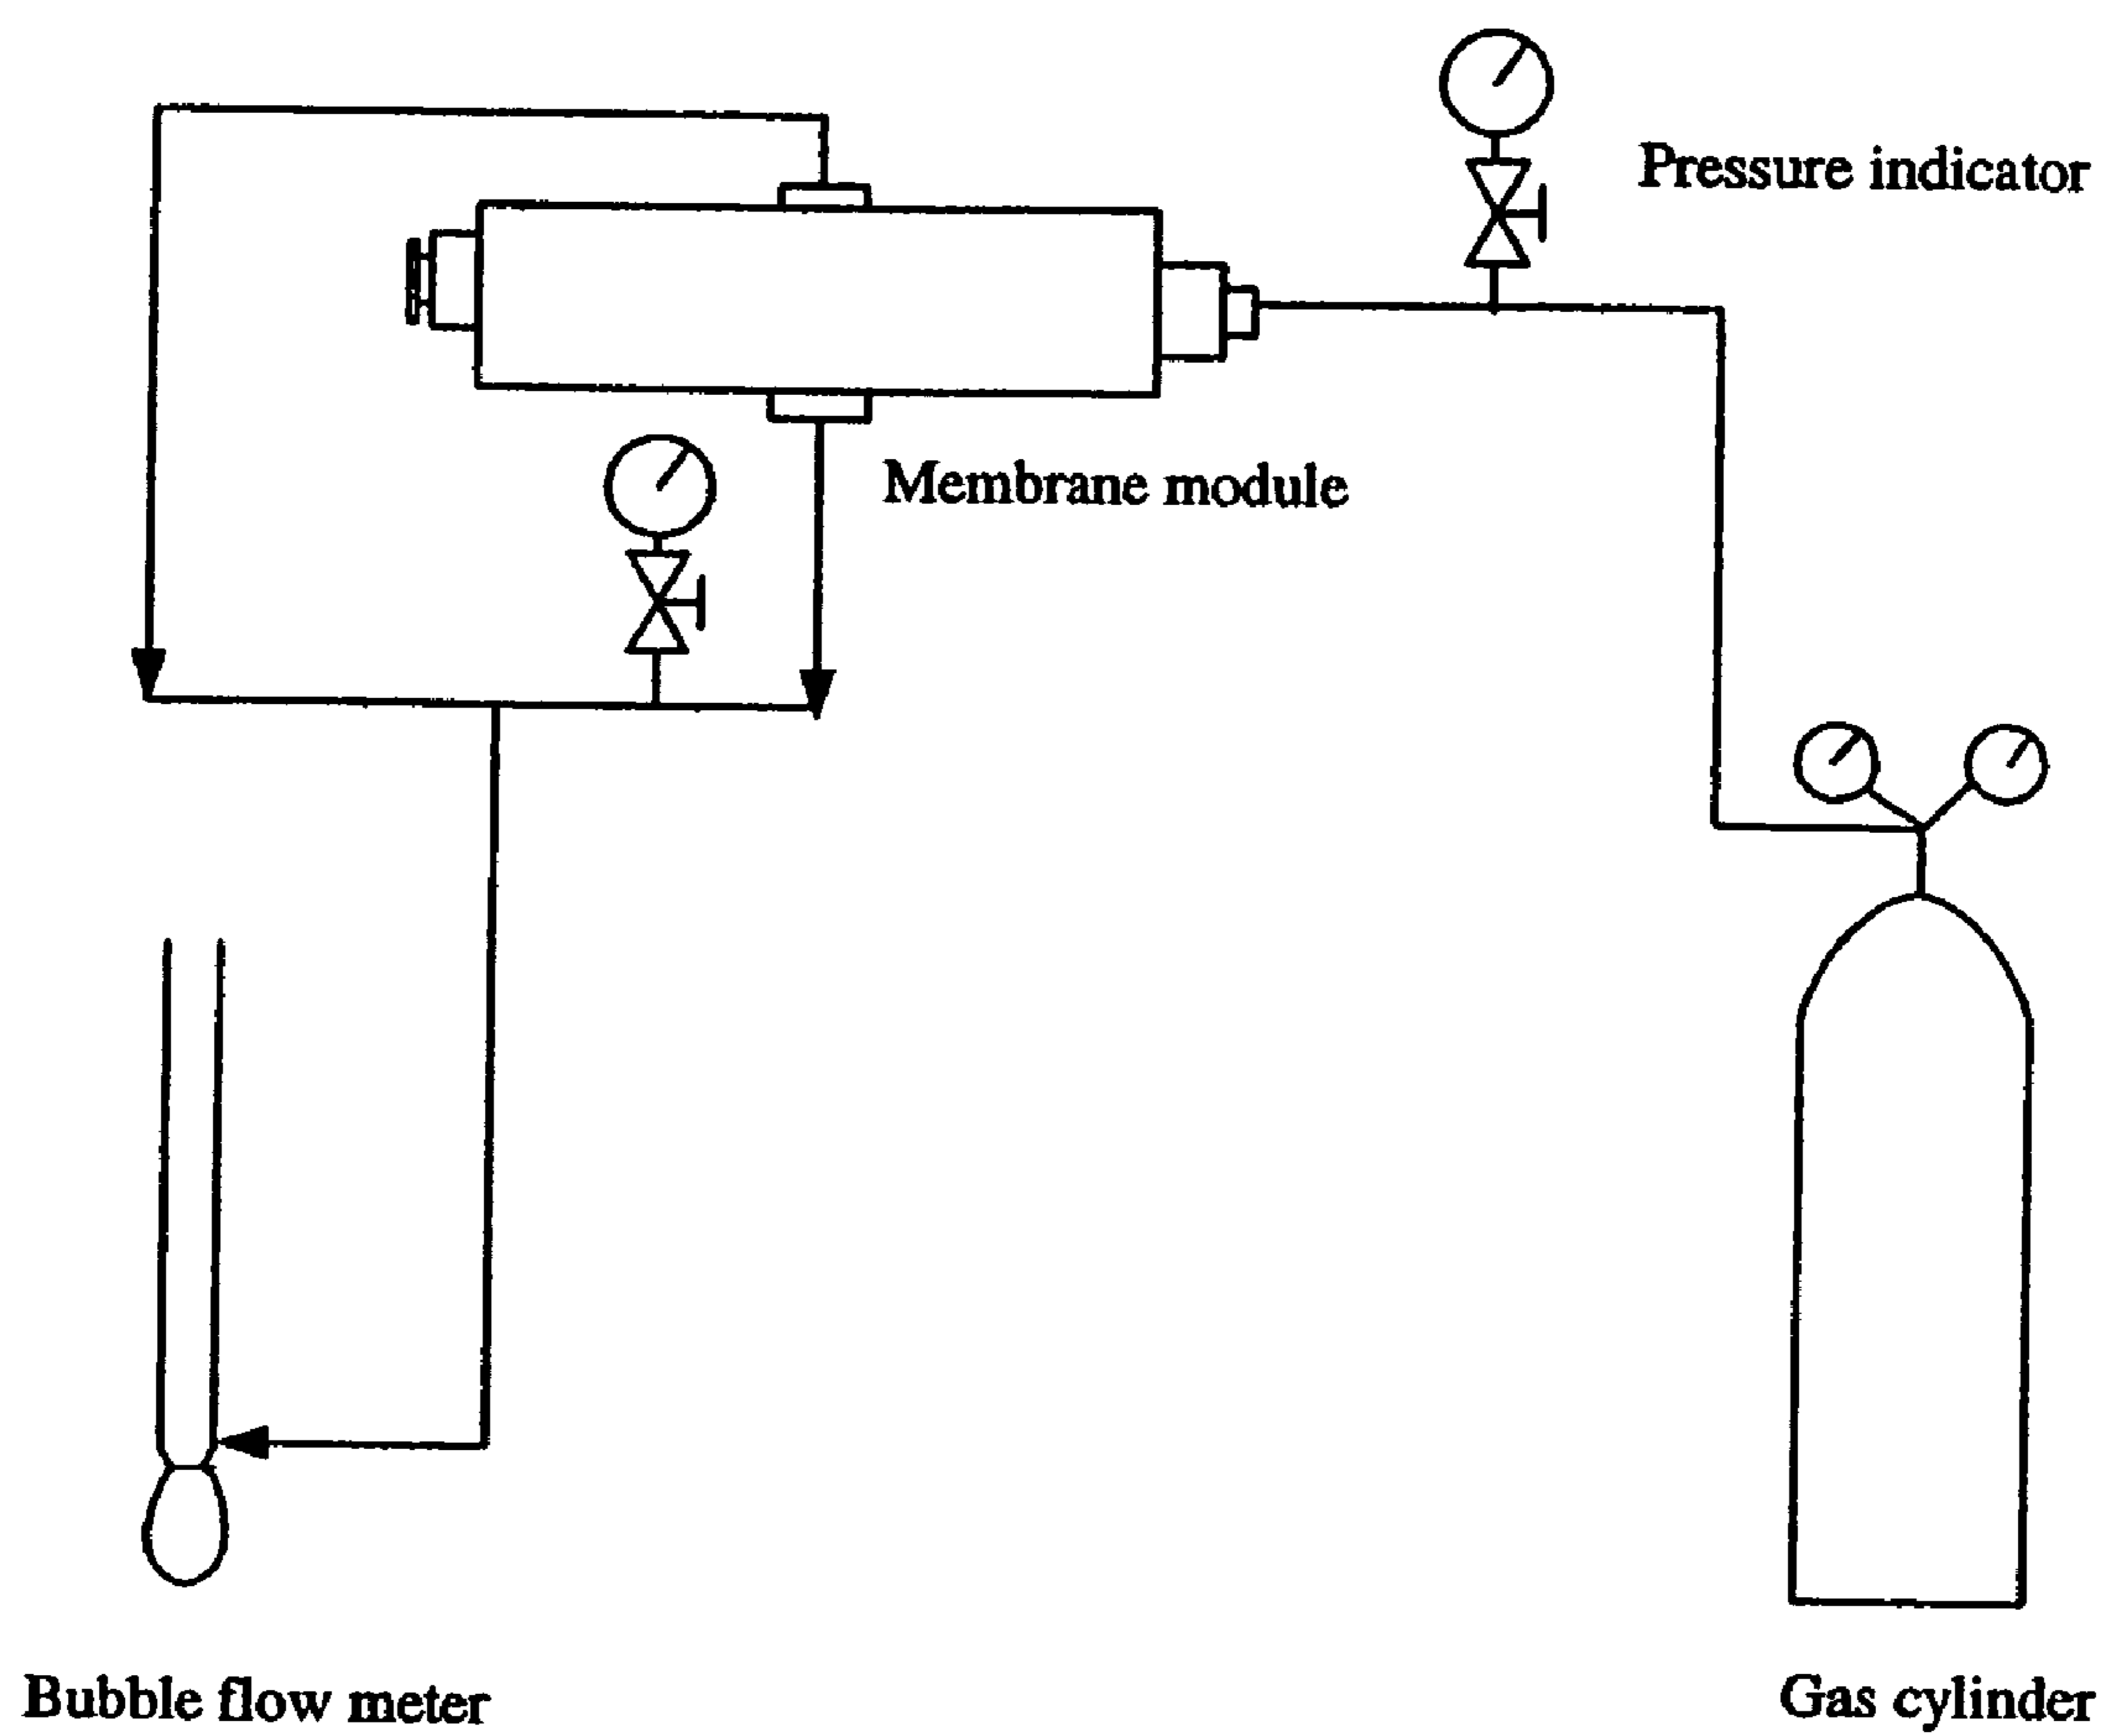 Pressure indicator
Membrane module
Bubble flow meter
Gas cylinder